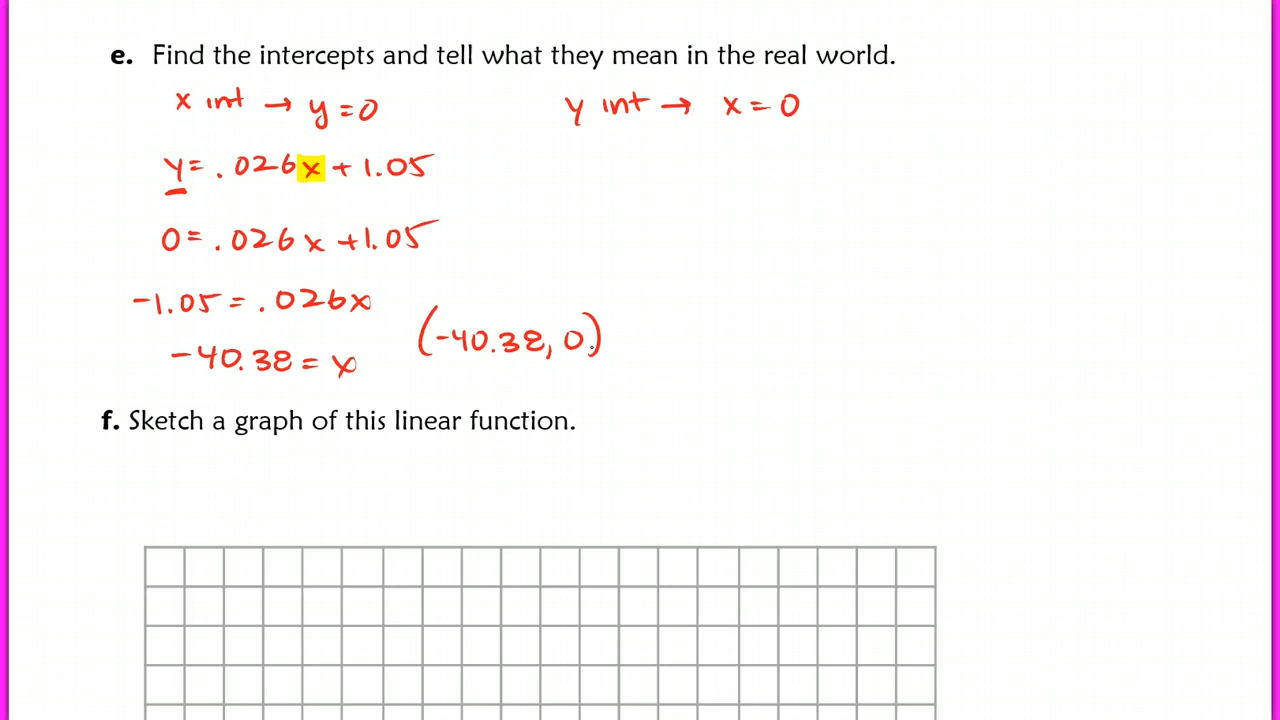 e. Find the intercepts and tell what they mean in the real world.
x int → y = 0
y int → x = 0
y = .026x + 1.05
0 = .026x + 1.05
-1.05 = .026x
-40.38 = x
(-40.38, 0)
f. Sketch a graph of this linear function.